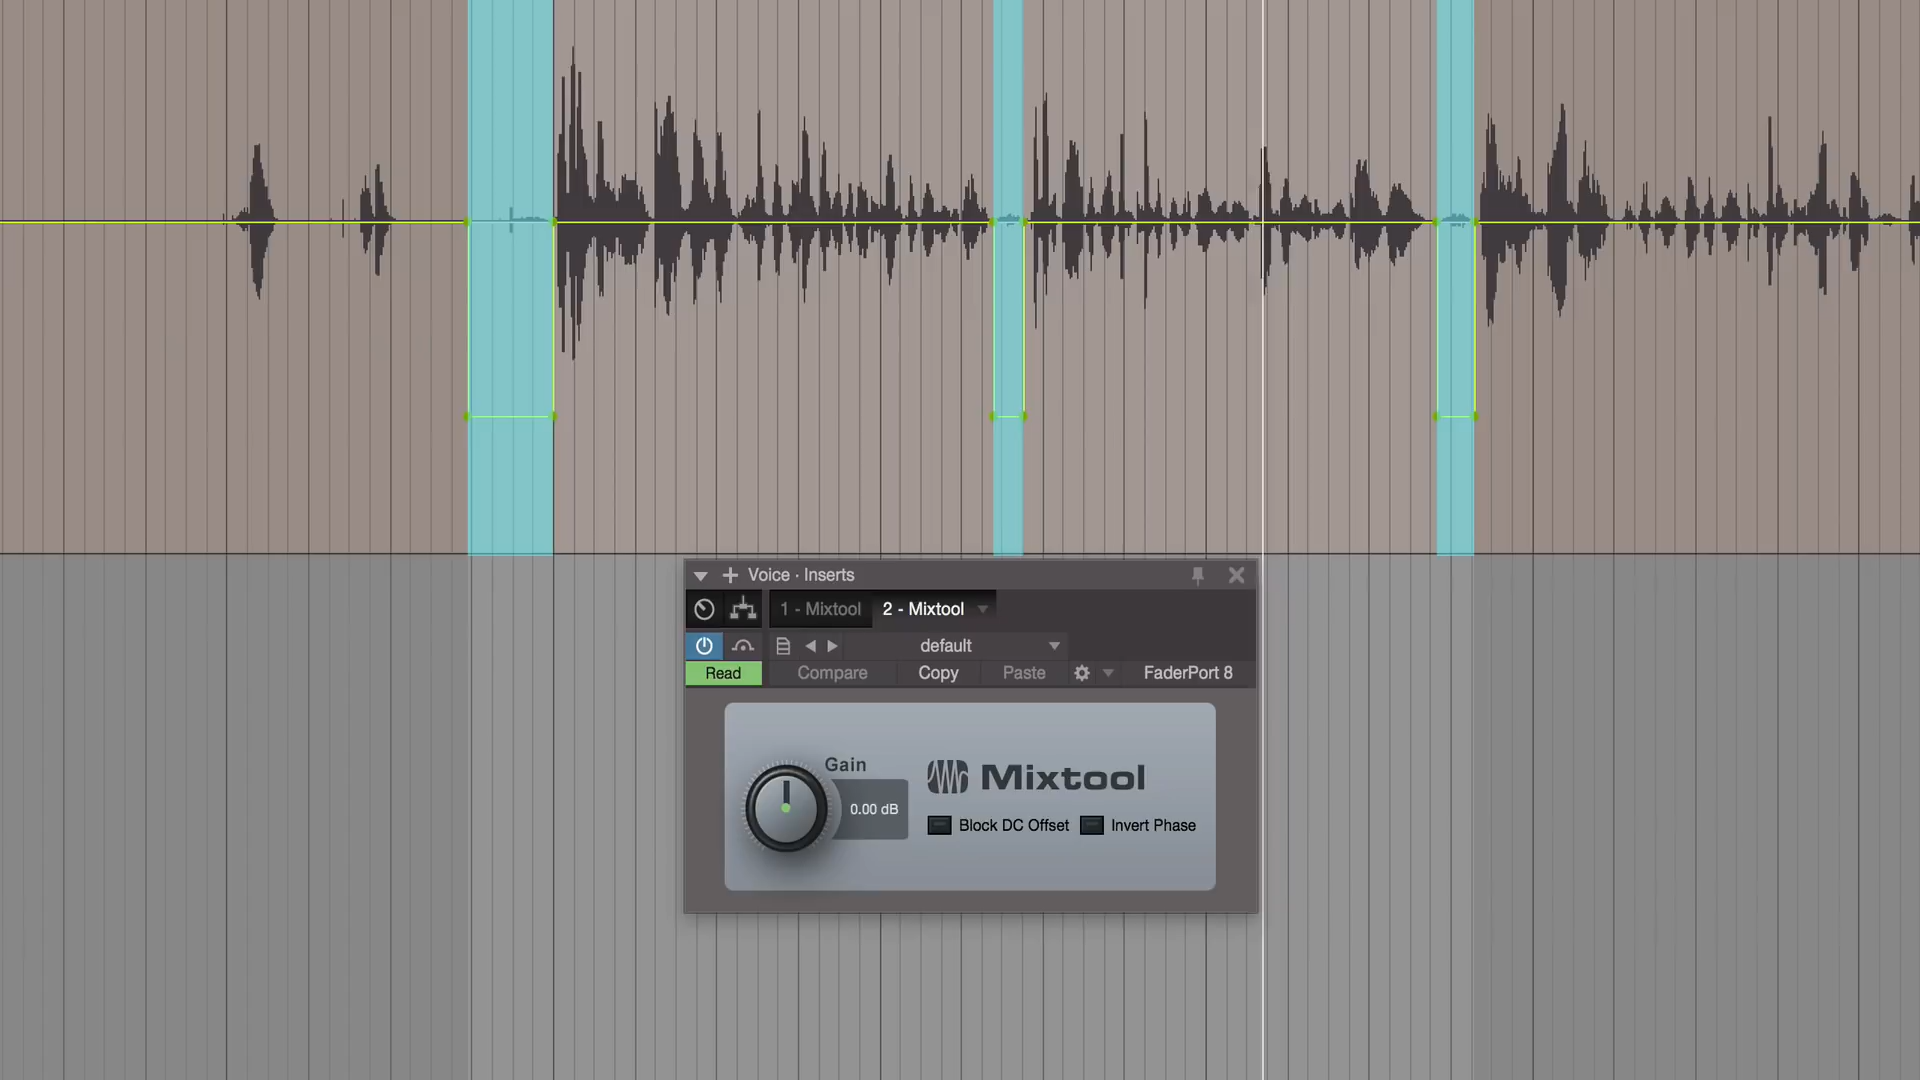 Voice · Inserts
1 - Mixtool 2 - Mixtool
default
Read Compare Copy Paste FaderPort 8
Gain
Mixtool
0.00 dB
Block DC Offset Invert Phase